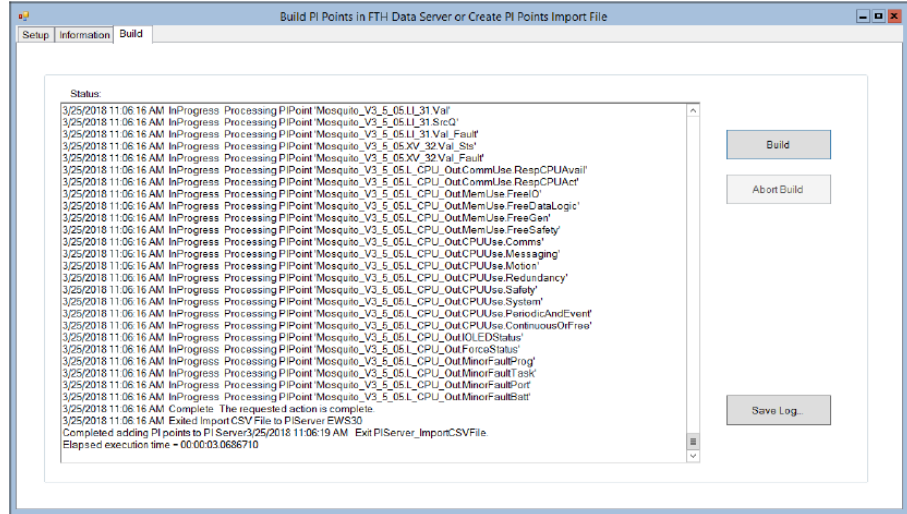 Build PI Points in FTH Data Server or Create PI Points Import File
Setup Information Build
Status:
3/25/2018 11:06:16 AM InProgress Processing PIPoint 'Mosquito_V3_5_05.LI_31.Val'
3/25/2018 11:06:16 AM InProgress Processing PIPoint 'Mosquito_V3_5_05.LI_31.SrcQ'
3/25/2018 11:06:16 AM InProgress Processing PIPoint 'Mosquito_V3_5_05.LI_31.Val_Fault'
3/25/2018 11:06:16 AM InProgress Processing PIPoint 'Mosquito_V3_5_05.XV_32.Val_Sts'
3/25/2018 11:06:16 AM InProgress Processing PIPoint 'Mosquito_V3_5_05.XV_32.Val_Fault'
3/25/2018 11:06:16 AM InProgress Processing PIPoint 'Mosquito_V3_5_05.L_CPU_Out.CommUse.RespCPUAvail'
3/25/2018 11:06:16 AM InProgress Processing PIPoint 'Mosquito_V3_5_05.L_CPU_Out.CommUse.RespCPUAct'
3/25/2018 11:06:16 AM InProgress Processing PIPoint 'Mosquito_V3_5_05.L_CPU_Out.MemUse.FreeIO'
3/25/2018 11:06:16 AM InProgress Processing PIPoint 'Mosquito_V3_5_05.L_CPU_Out.MemUse.FreeDataLogic'
3/25/2018 11:06:16 AM InProgress Processing PIPoint 'Mosquito_V3_5_05.L_CPU_Out.MemUse.FreeGen'
3/25/2018 11:06:16 AM InProgress Processing PIPoint 'Mosquito_V3_5_05.L_CPU_Out.MemUse.FreeSafety'
3/25/2018 11:06:16 AM InProgress Processing PIPoint 'Mosquito_V3_5_05.L_CPU_Out.CPUUse.Comms'
3/25/2018 11:06:16 AM InProgress Processing PIPoint 'Mosquito_V3_5_05.L_CPU_Out.CPUUse.Messaging'
3/25/2018 11:06:16 AM InProgress Processing PIPoint 'Mosquito_V3_5_05.L_CPU_Out.CPUUse.Motion'
3/25/2018 11:06:16 AM InProgress Processing PIPoint 'Mosquito_V3_5_05.L_CPU_Out.CPUUse.Redundancy'
3/25/2018 11:06:16 AM InProgress Processing PIPoint 'Mosquito_V3_5_05.L_CPU_Out.CPUUse.Safety'
3/25/2018 11:06:16 AM InProgress Processing PIPoint 'Mosquito_V3_5_05.L_CPU_Out.CPUUse.System'
3/25/2018 11:06:16 AM InProgress Processing PIPoint 'Mosquito_V3_5_05.L_CPU_Out.CPUUse.PeriodicAndEvent'
3/25/2018 11:06:16 AM InProgress Processing PIPoint 'Mosquito_V3_5_05.L_CPU_Out.CPUUse.ContinuousOrFree'
3/25/2018 11:06:16 AM InProgress Processing PIPoint 'Mosquito_V3_5_05.L_CPU_Out.IOLEDStatus'
3/25/2018 11:06:16 AM InProgress Processing PIPoint 'Mosquito_V3_5_05.L_CPU_Out.ForceStatus'
3/25/2018 11:06:16 AM InProgress Processing PIPoint 'Mosquito_V3_5_05.L_CPU_Out.MinorFaultProg'
3/25/2018 11:06:16 AM InProgress Processing PIPoint 'Mosquito_V3_5_05.L_CPU_Out.MinorFaultTask'
3/25/2018 11:06:16 AM InProgress Processing PIPoint 'Mosquito_V3_5_05.L_CPU_Out.MinorFaultPort'
3/25/2018 11:06:16 AM InProgress Processing PIPoint 'Mosquito_V3_5_05.L_CPU_Out.MinorFaultBatt'
3/25/2018 11:06:16 AM Complete The requested action is complete.
3/25/2018 11:06:16 AM Exited Import CSV File to PIServer EWS30
Completed adding PI points to PI Server3/25/2018 11:06:19 AM Exit PIServer_ImportCSVFile.
Elapsed execution time = 00:00:03.0686710
Build
Abort Build
Save Log...